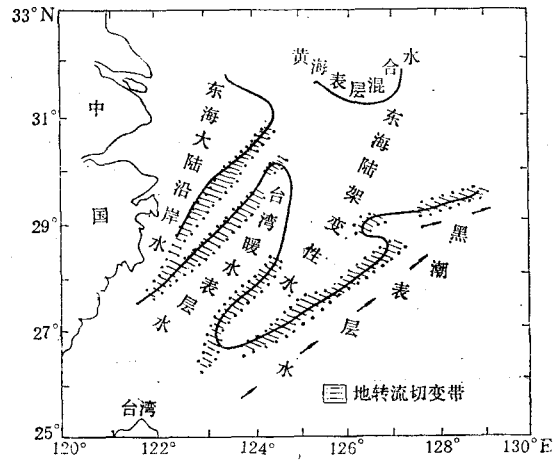 33°N
31°
29°
27°
25°
120°
122°
124°
126°
128°
130°E
中国
东海大陆沿岸水
台湾暖水表层水
黄海表层混合水
东海陆架变性水
黑潮表层水
台湾
地转流切变带